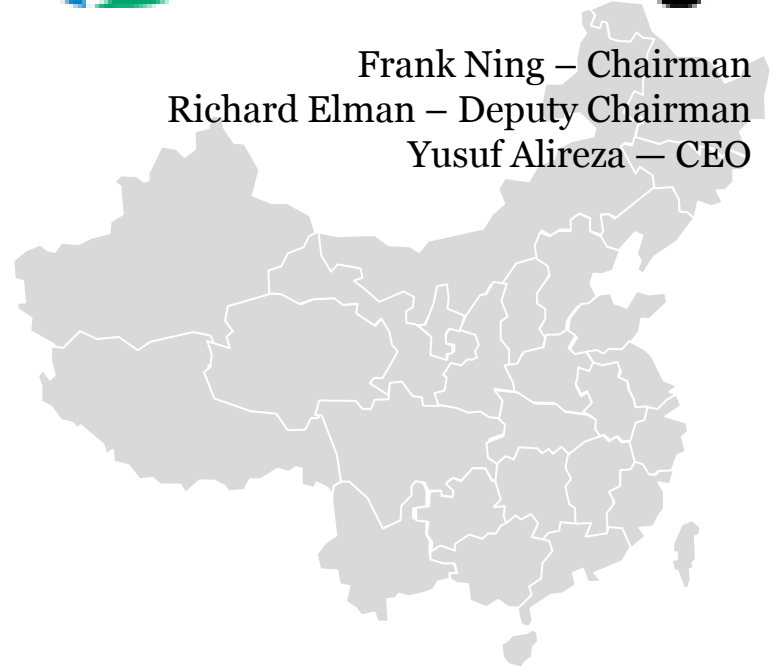 Frank Ning – Chairman
Richard Elman – Deputy Chairman
Yusuf Alireza — CEO